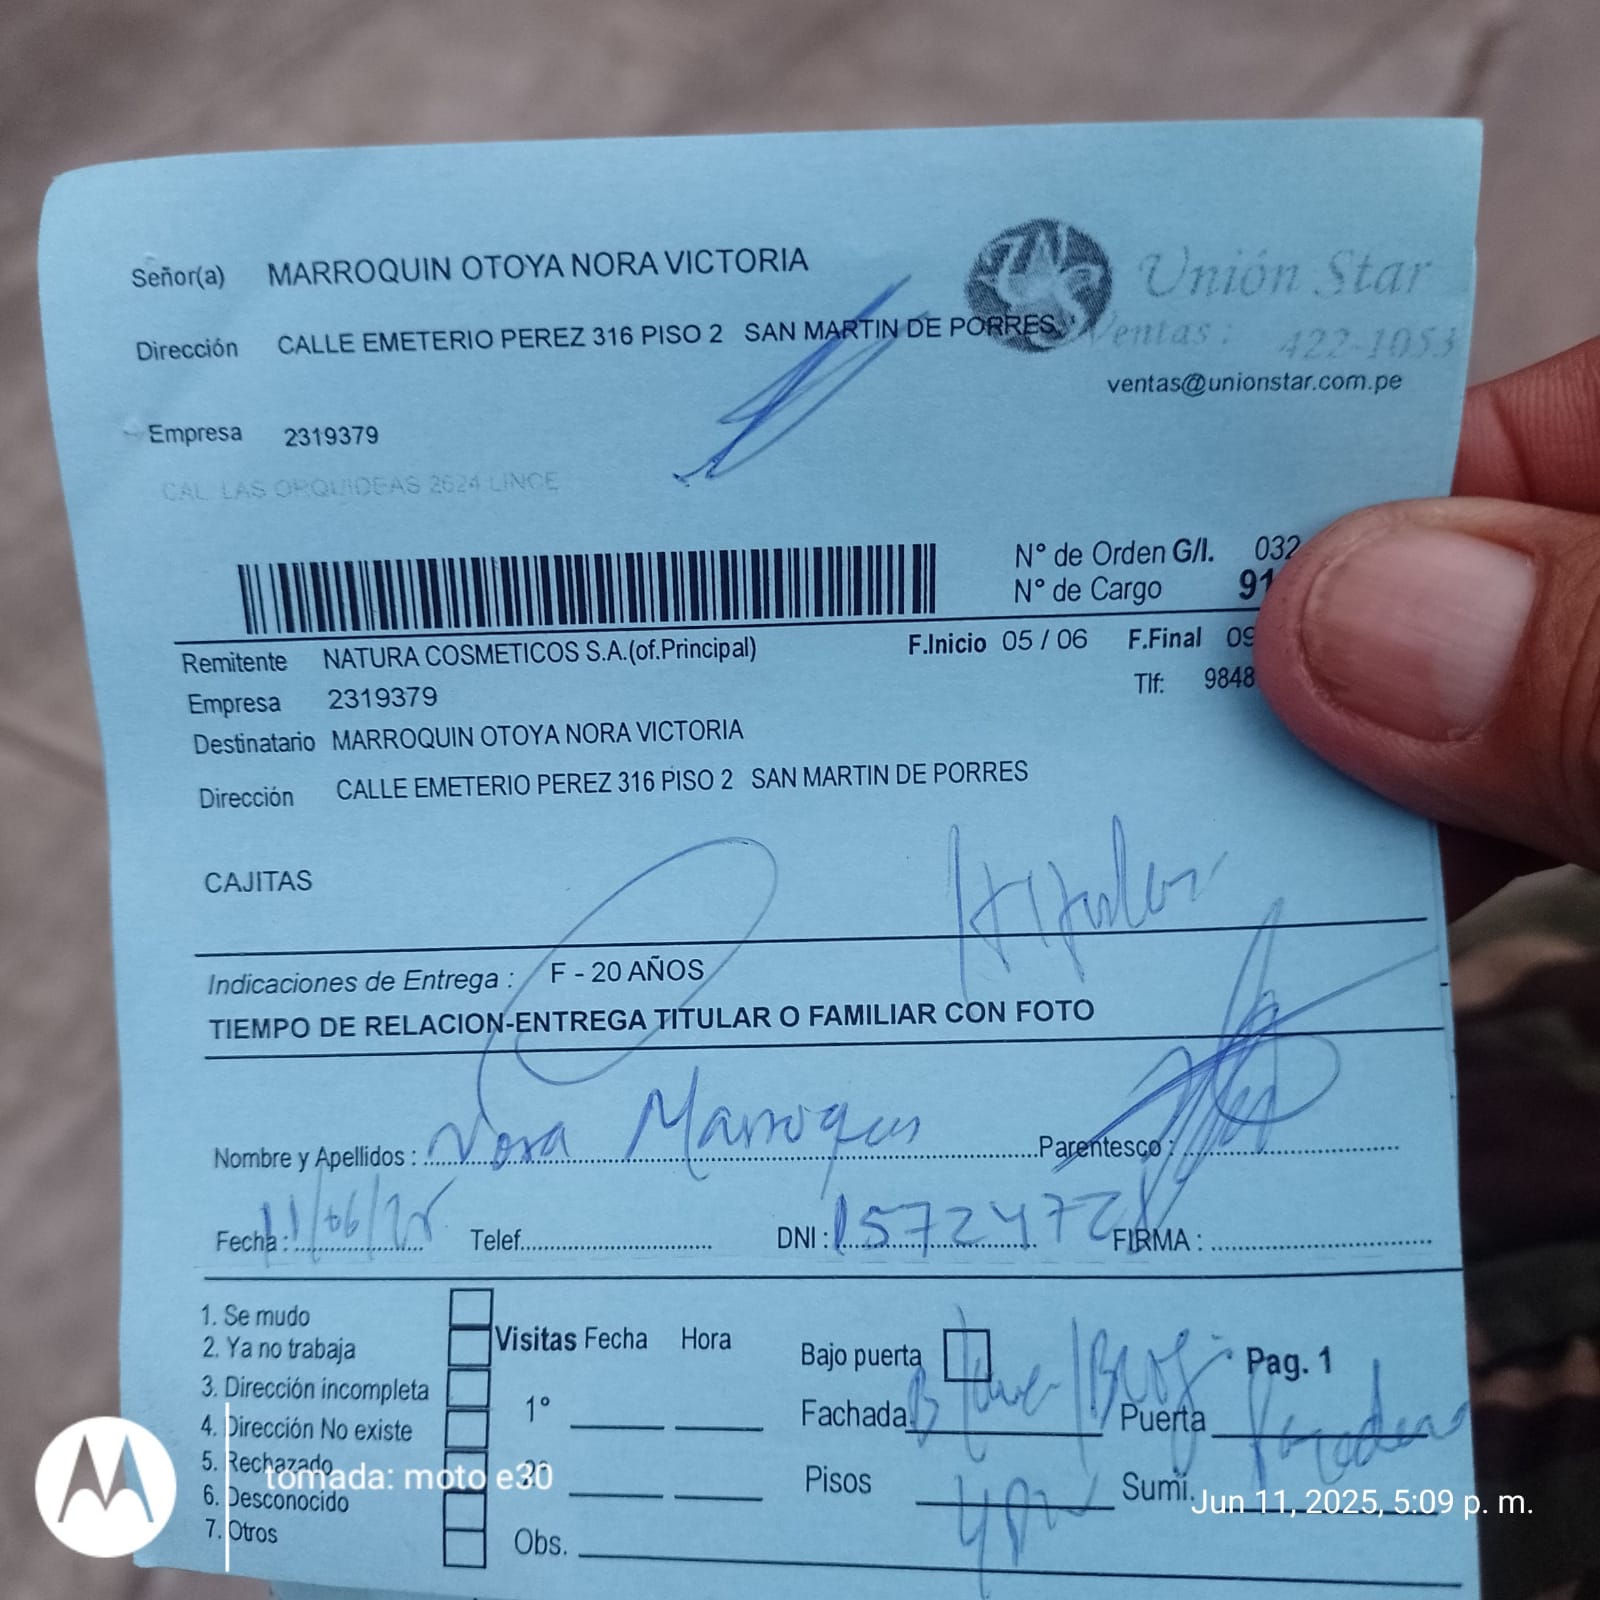 Señor(a) MARROQUIN OTOYA NORA VICTORIA
Unión Star
Dirección CALLE EMETERIO PEREZ 316 PISO 2 SAN MARTIN DE PORRES
Ventas: 422-1053
ventas@unionstar.com.pe
Empresa 2319379
CAL. LAS ORQUIDEAS 2624 LINCE
N° de Orden G/I. 032
N° de Cargo 91
Remitente NATURA COSMETICOS S.A.(of.Principal) F.Inicio 05 / 06 F.Final 09
Empresa 2319379 Tlf: 9848
Destinatario MARROQUIN OTOYA NORA VICTORIA
Dirección CALLE EMETERIO PEREZ 316 PISO 2 SAN MARTIN DE PORRES
CAJITAS
Titular
Indicaciones de Entrega : F - 20 AÑOS
TIEMPO DE RELACION-ENTREGA TITULAR O FAMILIAR CON FOTO
Nombre y Apellidos : Nora Marroquin Parentesco :
Fecha : 11/06/25 Telef. DNI : 15724728 FIRMA :
1. Se mudo
2. Ya no trabaja
3. Dirección incompleta
4. Dirección No existe
5. Rechazado
6. Desconocido
7. Otros
Visitas Fecha Hora
1°
2°
Obs.
Bajo puerta Pag. 1
Fachada Puerta
Pisos Sumi.
tomada: moto e30
Jun 11, 2025, 5:09 p. m.